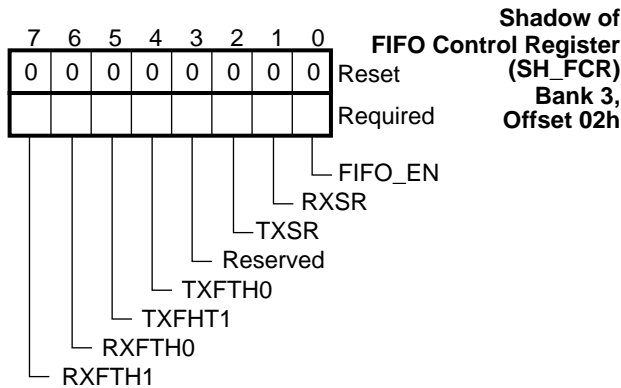 Shadow of
FIFO Control Register
(SH_FCR)
Bank 3,
Offset 02h
7 6 5 4 3 2 1 0
0 0 0 0 0 0 0 0 Reset
Required
FIFO_EN
RXSR
TXSR
Reserved
TXFTH0
TXFHT1
RXFTH0
RXFTH1